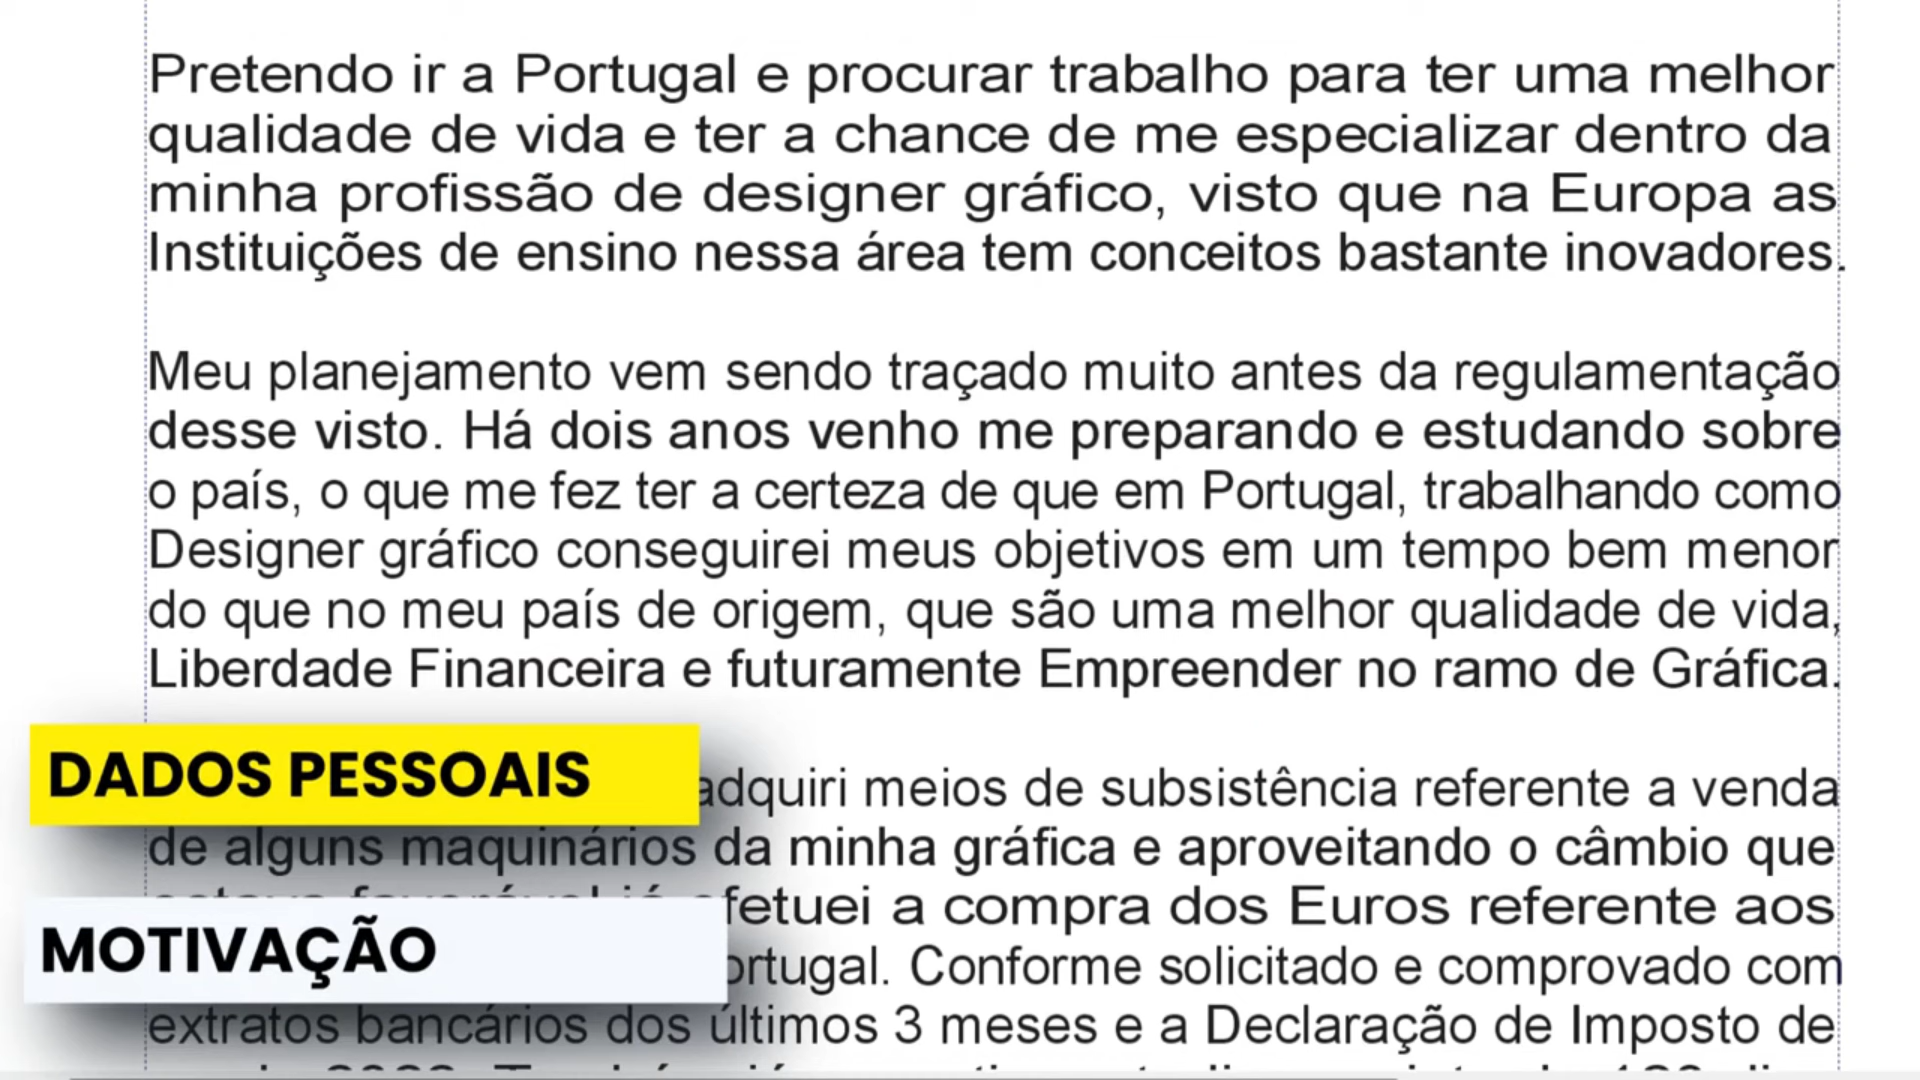 Pretendo ir a Portugal e procurar trabalho para ter uma melhor
qualidade de vida e ter a chance de me especializar dentro da
minha profissão de designer gráfico, visto que na Europa as
Instituições de ensino nessa área tem conceitos bastante inovadores.
Meu planejamento vem sendo traçado muito antes da regulamentação
desse visto. Há dois anos venho me preparando e estudando sobre
o país, o que me fez ter a certeza de que em Portugal, trabalhando como
Designer gráfico conseguirei meus objetivos em um tempo bem menor
do que no meu país de origem, que são uma melhor qualidade de vida,
Liberdade Financeira e futuramente Empreender no ramo de Gráfica.
DADOS PESSOAIS
adquiri meios de subsistência referente a venda
de alguns maquinários da minha gráfica e aproveitando o câmbio que
efetuei a compra dos Euros referente aos
MOTIVAÇÃO
ortugal. Conforme solicitado e comprovado com
extratos bancários dos últimos 3 meses e a Declaração de Imposto de